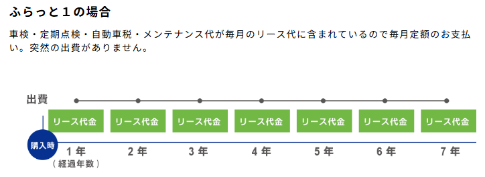 ふらっと１の場合
車検・定期点検・自動車税・メンテナンス代が毎月のリース代に含まれているので毎月定額のお支払
い。突然の出費がありません。
出費
リース代金 リース代金 リース代金 リース代金 リース代金 リース代金 リース代金
購入時 1年 2年 3年 4年 5年 6年 7年
(経過年数)